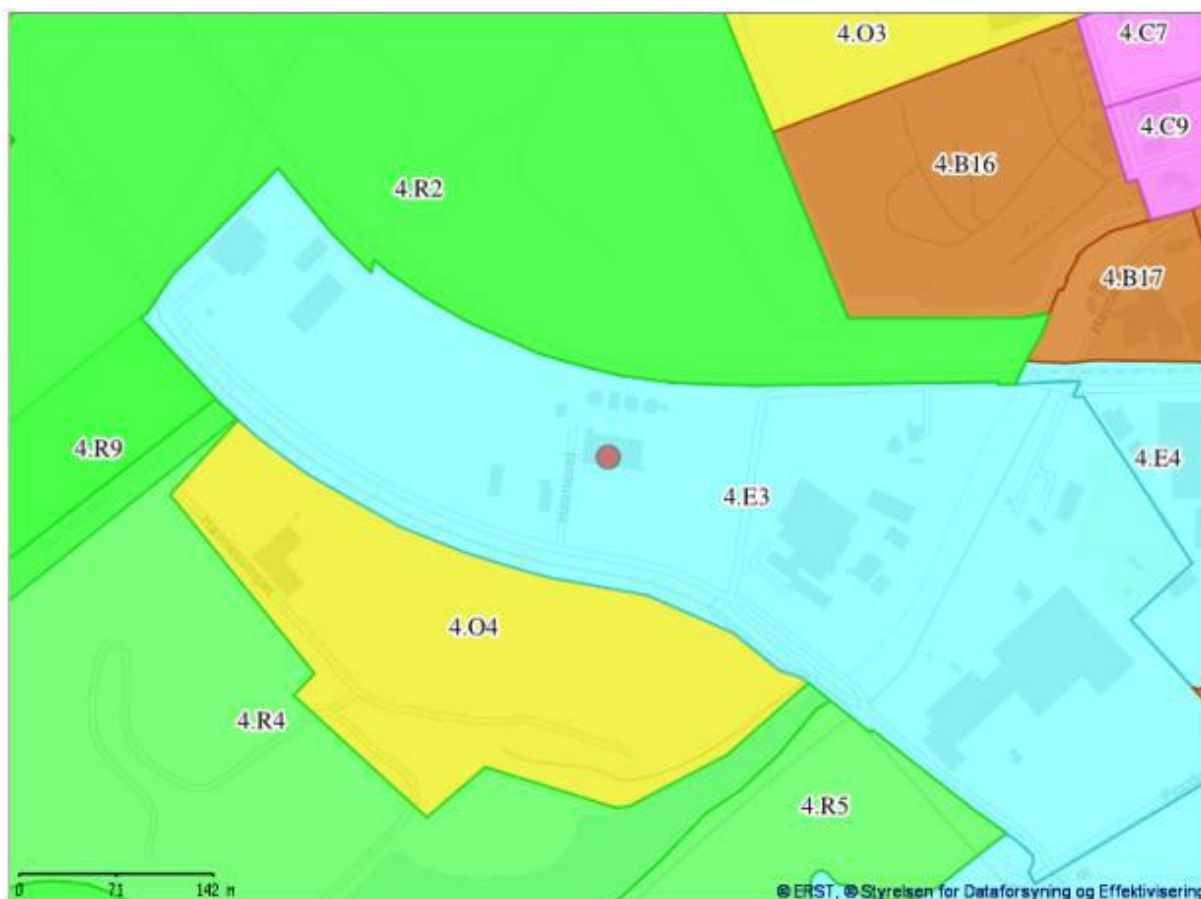 4.O3
4.C7
4.C9
4.B16
4.R2
4.B17
4.R9
4.E4
4.E3
4.O4
4.R4
4.R5
0 71 142 m
© ERST, © Styrelsen for Dataforsyning og Effektivisering